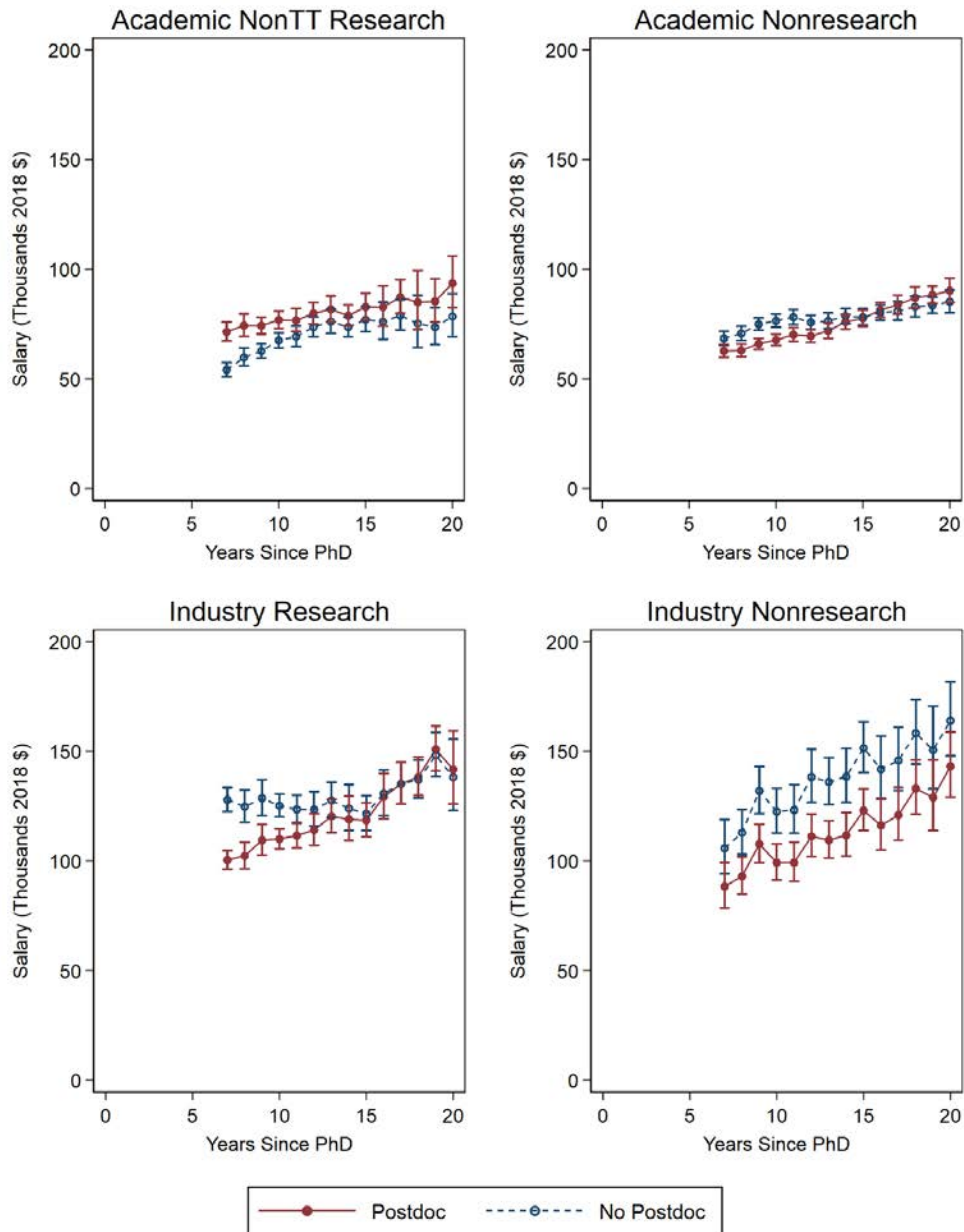 Academic NonTT Research
Academic Nonresearch
200
150
100
50
0
Salary (Thousands 2018 $)
0 5 10 15 20
Years Since PhD
200
150
100
50
0
Salary (Thousands 2018 $)
0 5 10 15 20
Years Since PhD
Industry Research
Industry Nonresearch
200
150
100
50
0
Salary (Thousands 2018 $)
0 5 10 15 20
Years Since PhD
200
150
100
50
0
Salary (Thousands 2018 $)
0 5 10 15 20
Years Since PhD
Postdoc No Postdoc